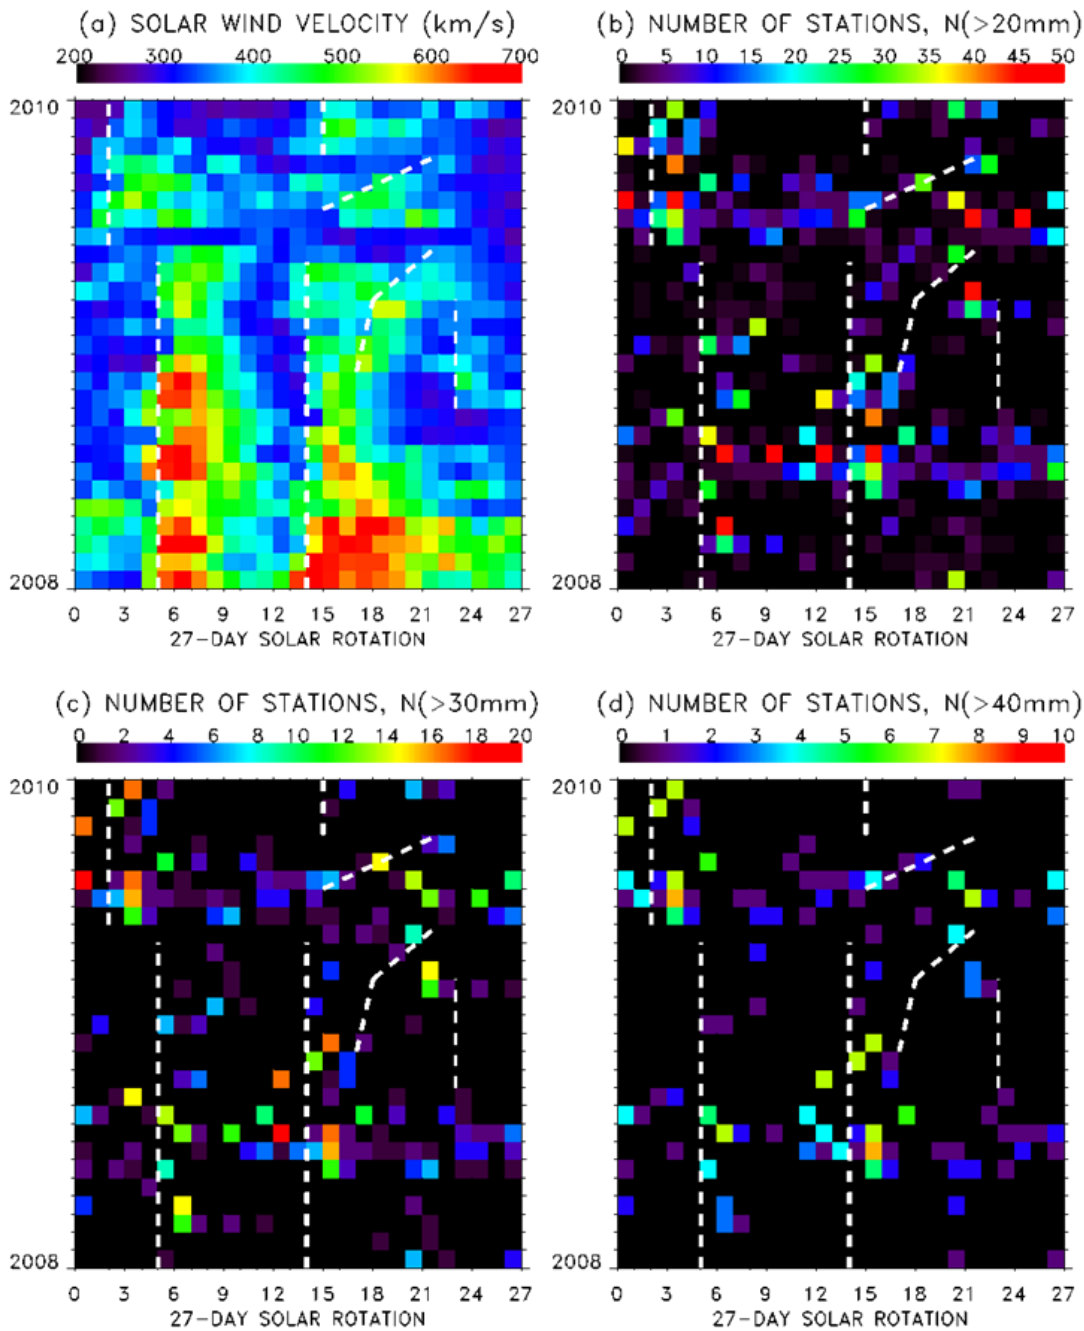 (a) SOLAR WIND VELOCITY (km/s)
200 300 400 500 600 700
2010
2008
0 3 6 9 12 15 18 21 24 27
27-DAY SOLAR ROTATION
(b) NUMBER OF STATIONS, N(>20mm)
0 5 10 15 20 25 30 35 40 45 50
2010
2008
0 3 6 9 12 15 18 21 24 27
27-DAY SOLAR ROTATION
(c) NUMBER OF STATIONS, N(>30mm)
0 2 4 6 8 10 12 14 16 18 20
2010
2008
0 3 6 9 12 15 18 21 24 27
27-DAY SOLAR ROTATION
(d) NUMBER OF STATIONS, N(>40mm)
0 1 2 3 4 5 6 7 8 9 10
2010
2008
0 3 6 9 12 15 18 21 24 27
27-DAY SOLAR ROTATION